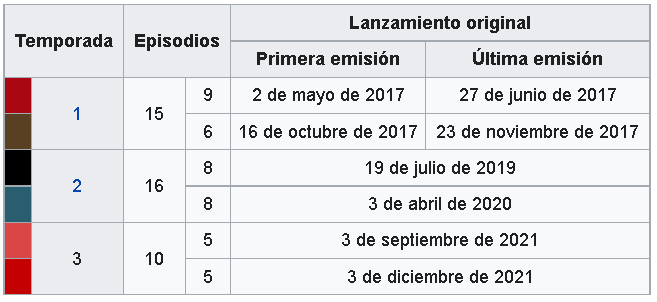 Temporada Episodios Lanzamiento original
Primera emisión Última emisión
1 15 9 2 de mayo de 2017 27 de junio de 2017
6 16 de octubre de 2017 23 de noviembre de 2017
2 16 8 19 de julio de 2019
8 3 de abril de 2020
3 10 5 3 de septiembre de 2021
5 3 de diciembre de 2021